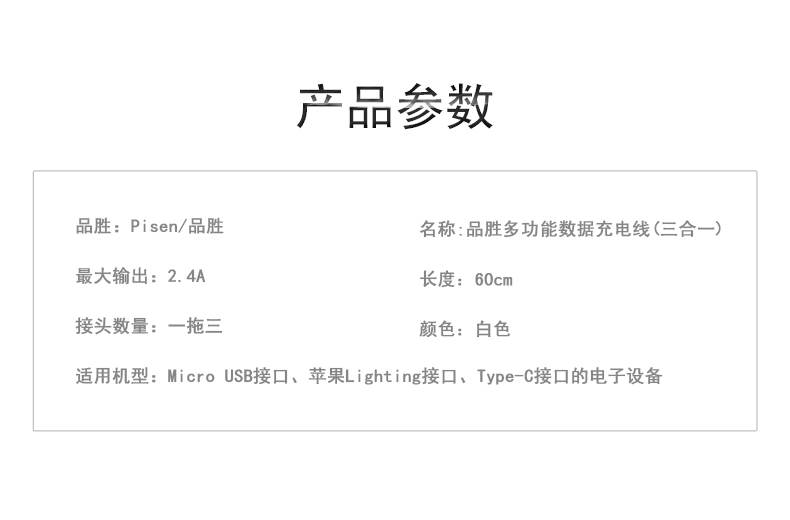 产品参数
品胜：Pisen/品胜
名称:品胜多功能数据充电线(三合一)
最大输出：2.4A
长度：60cm
接头数量：一拖三
颜色：白色
适用机型：Micro USB接口、苹果Lighting接口、Type-C接口的电子设备